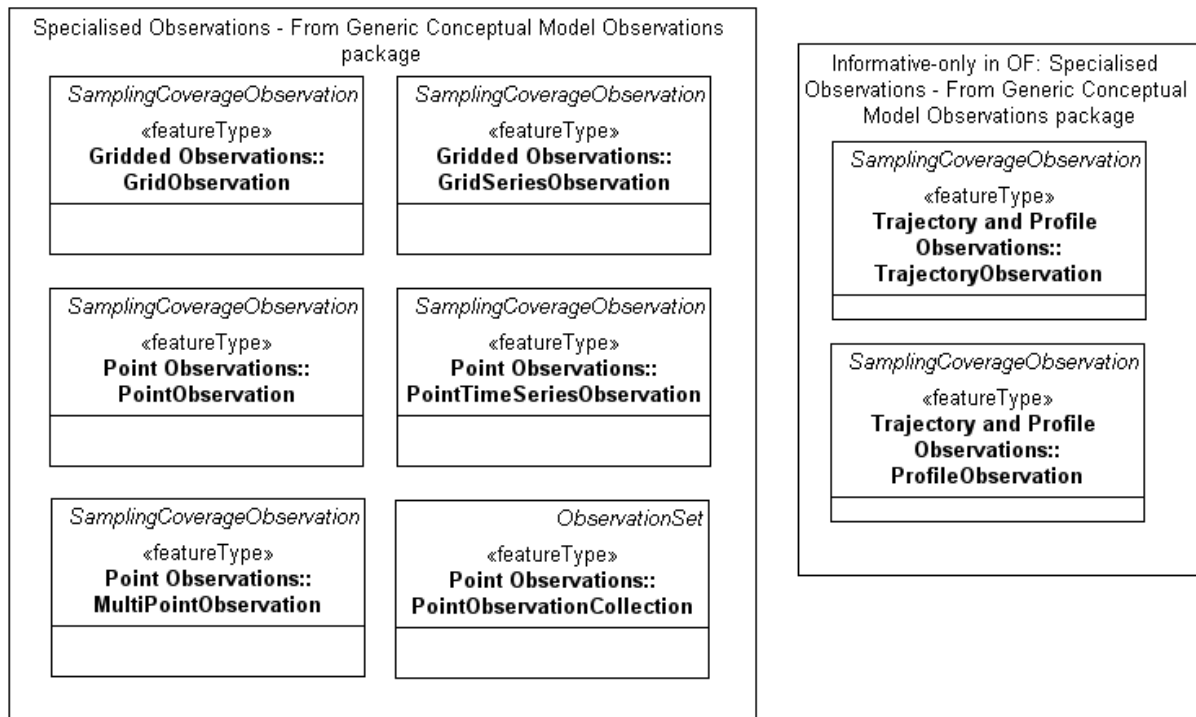 Specialised Observations - From Generic Conceptual Model Observations
package
SamplingCoverageObservation
«featureType»
Gridded Observations::
GridObservation
SamplingCoverageObservation
«featureType»
Gridded Observations::
GridSeriesObservation
SamplingCoverageObservation
«featureType»
Point Observations::
PointObservation
SamplingCoverageObservation
«featureType»
Point Observations::
PointTimeSeriesObservation
SamplingCoverageObservation
«featureType»
Point Observations::
MultiPointObservation
ObservationSet
«featureType»
Point Observations::
PointObservationCollection
Informative-only in OF: Specialised
Observations - From Generic Conceptual
Model Observations package
SamplingCoverageObservation
«featureType»
Trajectory and Profile
Observations::
TrajectoryObservation
SamplingCoverageObservation
«featureType»
Trajectory and Profile
Observations::
ProfileObservation